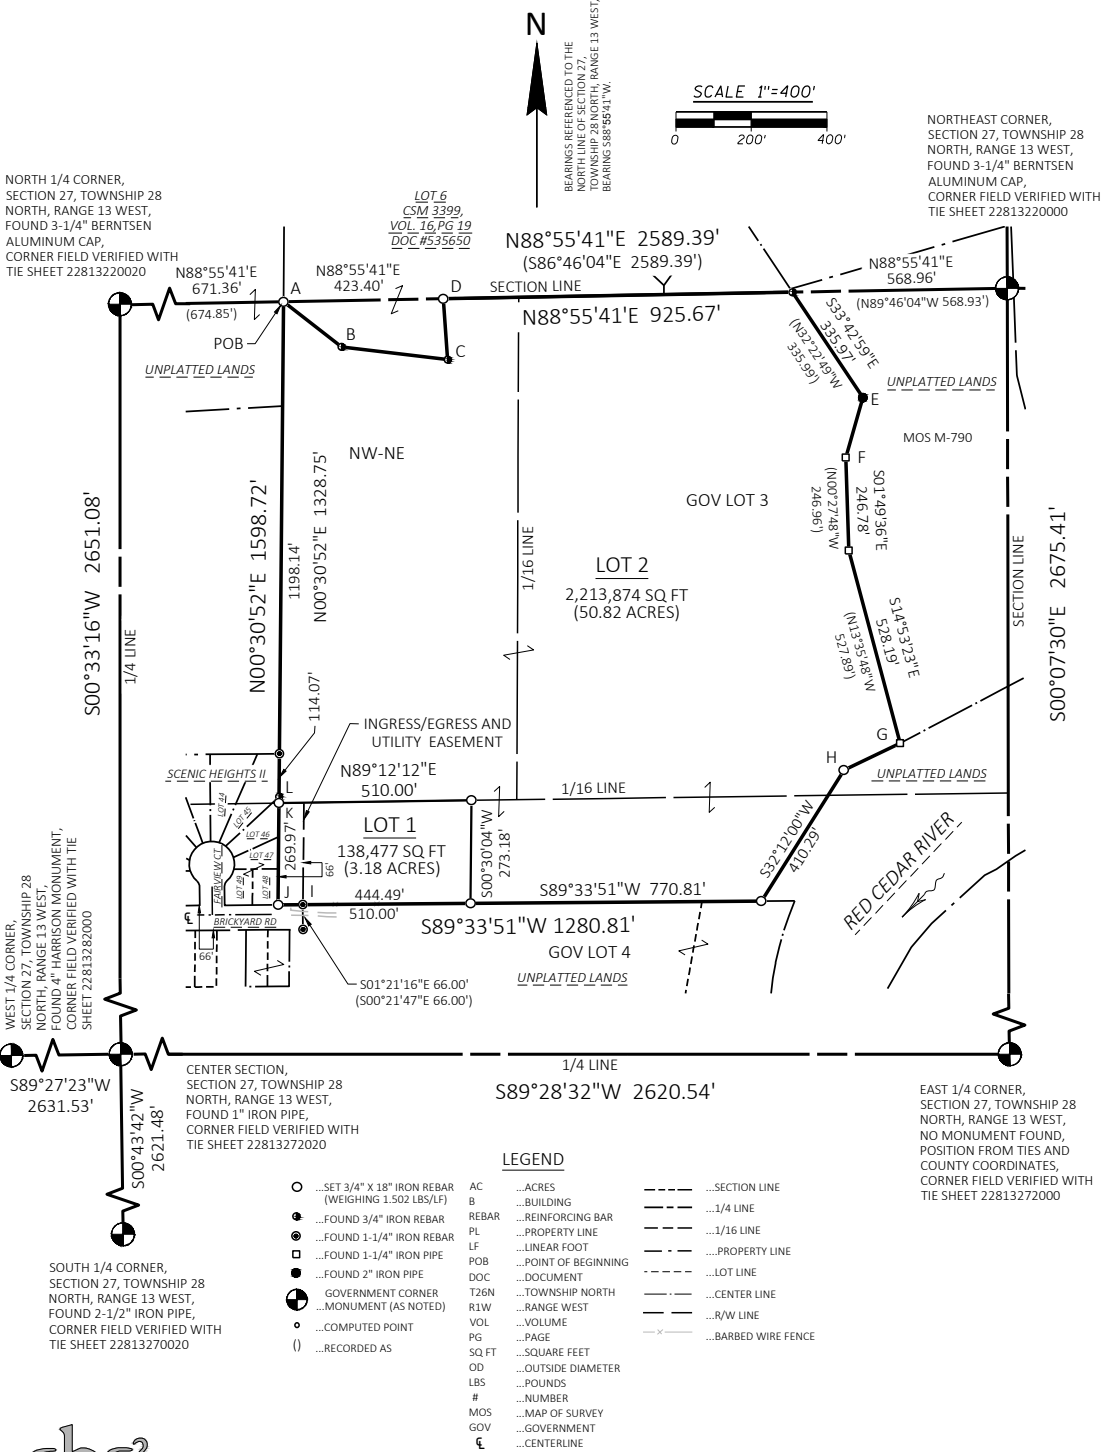 N
BEARINGS REFERENCED TO THE
NORTH LINE OF SECTION 27,
TOWNSHIP 28 NORTH, RANGE 13 WEST,
BEARING S88°55'41"W.
SCALE 1"=400'
0 200' 400'
NORTHEAST CORNER,
SECTION 27, TOWNSHIP 28
NORTH, RANGE 13 WEST,
FOUND 3-1/4" BERNTSEN
ALUMINUM CAP,
CORNER FIELD VERIFIED WITH
TIE SHEET 22813220000
NORTH 1/4 CORNER,
SECTION 27, TOWNSHIP 28
NORTH, RANGE 13 WEST,
FOUND 3-1/4" BERNTSEN
ALUMINUM CAP,
CORNER FIELD VERIFIED WITH
TIE SHEET 22813220020
LOT 6
CSM 3399,
VOL. 16,PG 19
DOC #535650
N88°55'41"E 2589.39'
(S86°46'04"E 2589.39')
N88°55'41'E
671.36'
(674.85')
N88°55'41"E
423.40'
N88°55'41"E
568.96'
(N89°46'04"W 568.93')
A
D
SECTION LINE
N88°55'41'E 925.67'
POB
B
C
UNPLATTED LANDS
S33°42'59"E
335.97'
(N32°22'49"W
335.99')
UNPLATTED LANDS
E
MOS M-790
F
NW-NE
GOV LOT 3
S01°49'36"E
246.78'
(N00°27'48"W
246.96')
S00°33'16"W 2651.08'
1/4 LINE
N00°30'52"E 1598.72'
1198.14'
N00°30'52"E 1328.75'
1/16 LINE
LOT 2
2,213,874 SQ FT
(50.82 ACRES)
S14°53'23"E
528.19'
(N13°35'48"W
527.89')
SECTION LINE
S00°07'30"E 2675.41'
114.07'
INGRESS/EGRESS AND
UTILITY EASEMENT
G
H
UNPLATTED LANDS
SCENIC HEIGHTS II
N89°12'12"E
510.00'
1/16 LINE
L
K
LOT 44
LOT 45
LOT 46
LOT 47
LOT 48
LOT 49
FAIRVIEW CT
269.97'
LOT 1
138,477 SQ FT
(3.18 ACRES)
66'
S00°30'04"W
273.18'
S32°12'00"W
410.29'
RED CEDAR RIVER
J
I
444.49'
510.00'
S89°33'51"W 770.81'
S89°33'51"W 1280.81'
BRICKYARD RD
66'
GOV LOT 4
UNPLATTED LANDS
S01°21'16"E 66.00'
(S00°21'47"E 66.00')
WEST 1/4 CORNER,
SECTION 27, TOWNSHIP 28
NORTH, RANGE 13 WEST,
FOUND 4" HARRISON MONUMENT,
CORNER FIELD VERIFIED WITH TIE
SHEET 22813282000
S89°27'23"W
2631.53'
CENTER SECTION,
SECTION 27, TOWNSHIP 28
NORTH, RANGE 13 WEST,
FOUND 1" IRON PIPE,
CORNER FIELD VERIFIED WITH
TIE SHEET 22813272020
1/4 LINE
S89°28'32"W 2620.54'
EAST 1/4 CORNER,
SECTION 27, TOWNSHIP 28
NORTH, RANGE 13 WEST,
NO MONUMENT FOUND,
POSITION FROM TIES AND
COUNTY COORDINATES,
CORNER FIELD VERIFIED WITH
TIE SHEET 22813272000
S00°43'42"W
2621.48'
SOUTH 1/4 CORNER,
SECTION 27, TOWNSHIP 28
NORTH, RANGE 13 WEST,
FOUND 2-1/2" IRON PIPE,
CORNER FIELD VERIFIED WITH
TIE SHEET 22813270020
LEGEND
...SET 3/4" X 18" IRON REBAR
(WEIGHING 1.502 LBS/LF)
...FOUND 3/4" IRON REBAR
...FOUND 1-1/4" IRON REBAR
...FOUND 1-1/4" IRON PIPE
...FOUND 2" IRON PIPE
GOVERNMENT CORNER
...MONUMENT (AS NOTED)
...COMPUTED POINT
() ...RECORDED AS
AC ...ACRES
B ...BUILDING
REBAR ...REINFORCING BAR
PL ...PROPERTY LINE
LF ...LINEAR FOOT
POB ...POINT OF BEGINNING
DOC ...DOCUMENT
T26N ...TOWNSHIP NORTH
R1W ...RANGE WEST
VOL ...VOLUME
PG ...PAGE
SQ FT ...SQUARE FEET
OD ...OUTSIDE DIAMETER
LBS ...POUNDS
# ...NUMBER
MOS ...MAP OF SURVEY
GOV ...GOVERNMENT
℄ ...CENTERLINE
...SECTION LINE
...1/4 LINE
...1/16 LINE
....PROPERTY LINE
...LOT LINE
...CENTER LINE
...R/W LINE
...BARBED WIRE FENCE